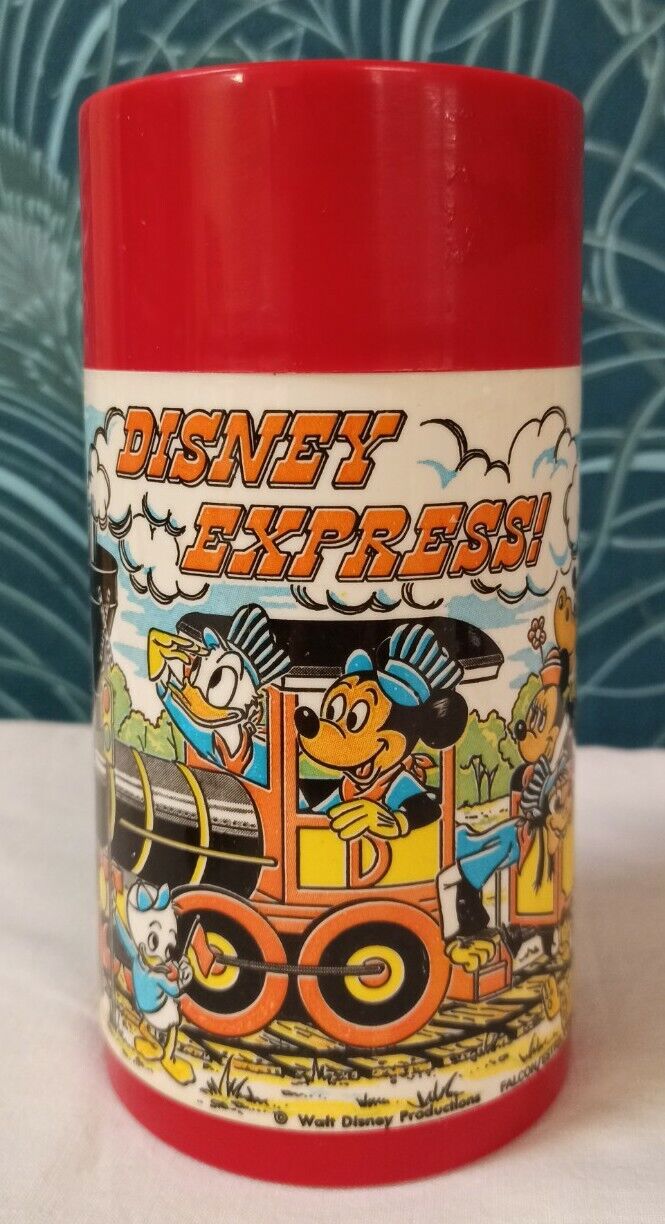 DISNEY
EXPRESS!
D
© Walt Disney Productions
FALCON